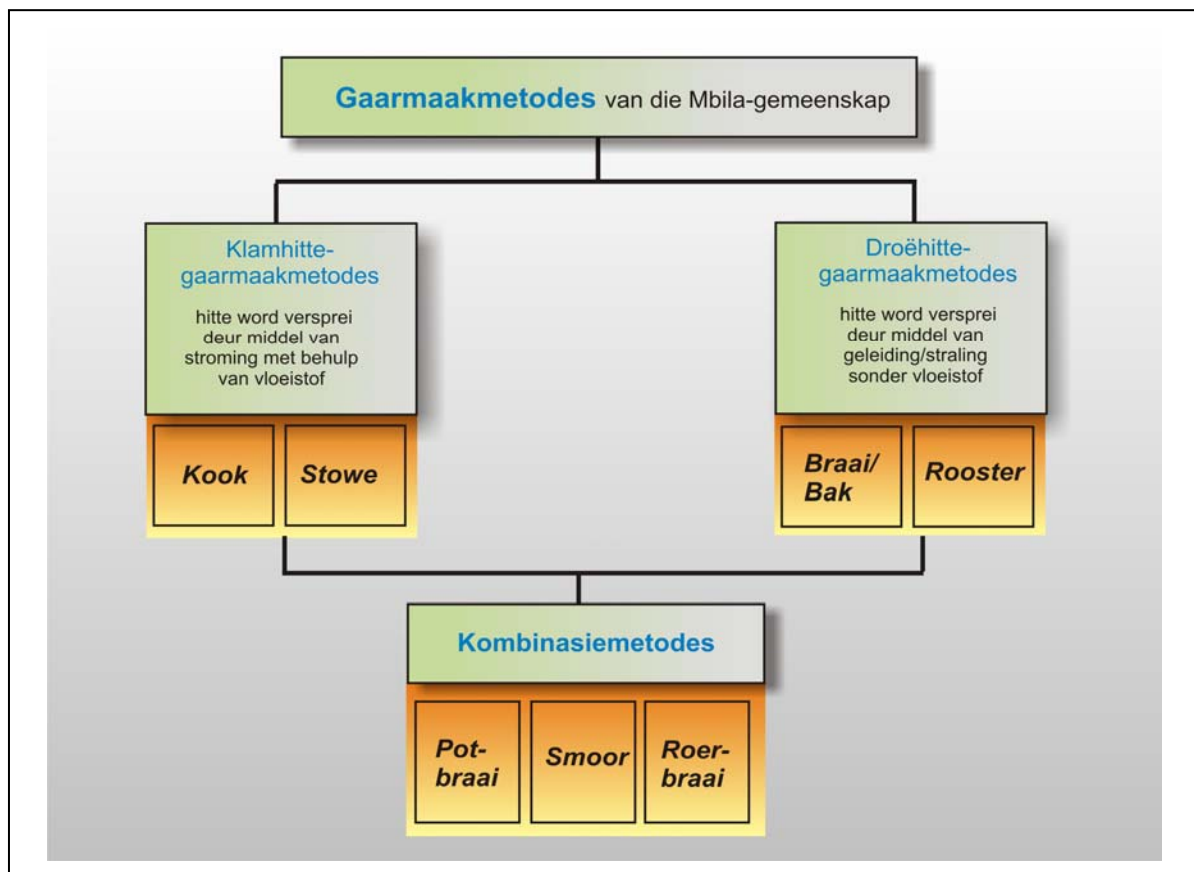 Gaarmaakmetodes van die Mbila-gemeenskap
Klamhitte-
gaarmaakmetodes
hitte word versprei
deur middel van
stroming met behulp
van vloeistof
Kook
Stowe
Droëhitte-
gaarmaakmetodes
hitte word versprei
deur middel van
geleiding/straling
sonder vloeistof
Braai/
Bak
Rooster
Kombinasiemetodes
Pot-
braai
Smoor
Roer-
braai